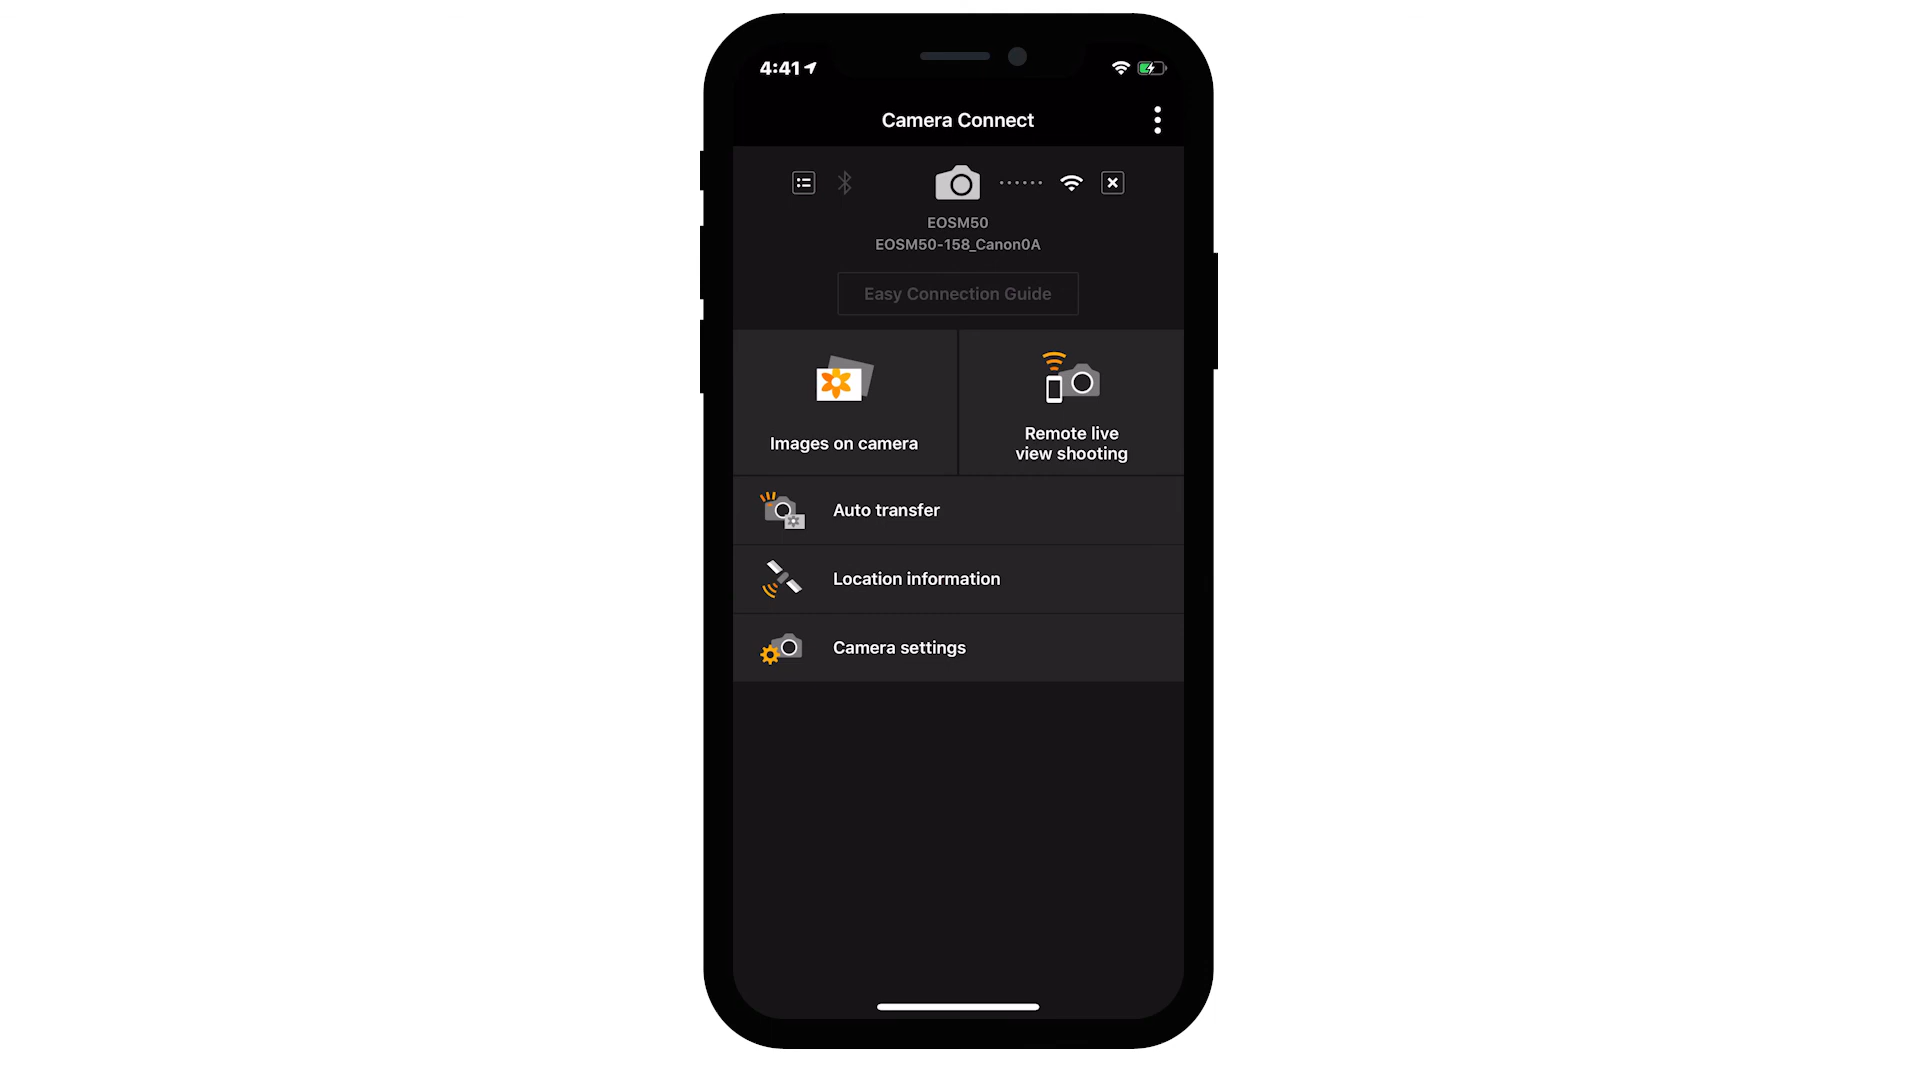 4:41
Camera Connect
EOSM50
EOSM50-158_Canon0A
Easy Connection Guide
Images on camera
Remote live
view shooting
Auto transfer
Location information
Camera settings